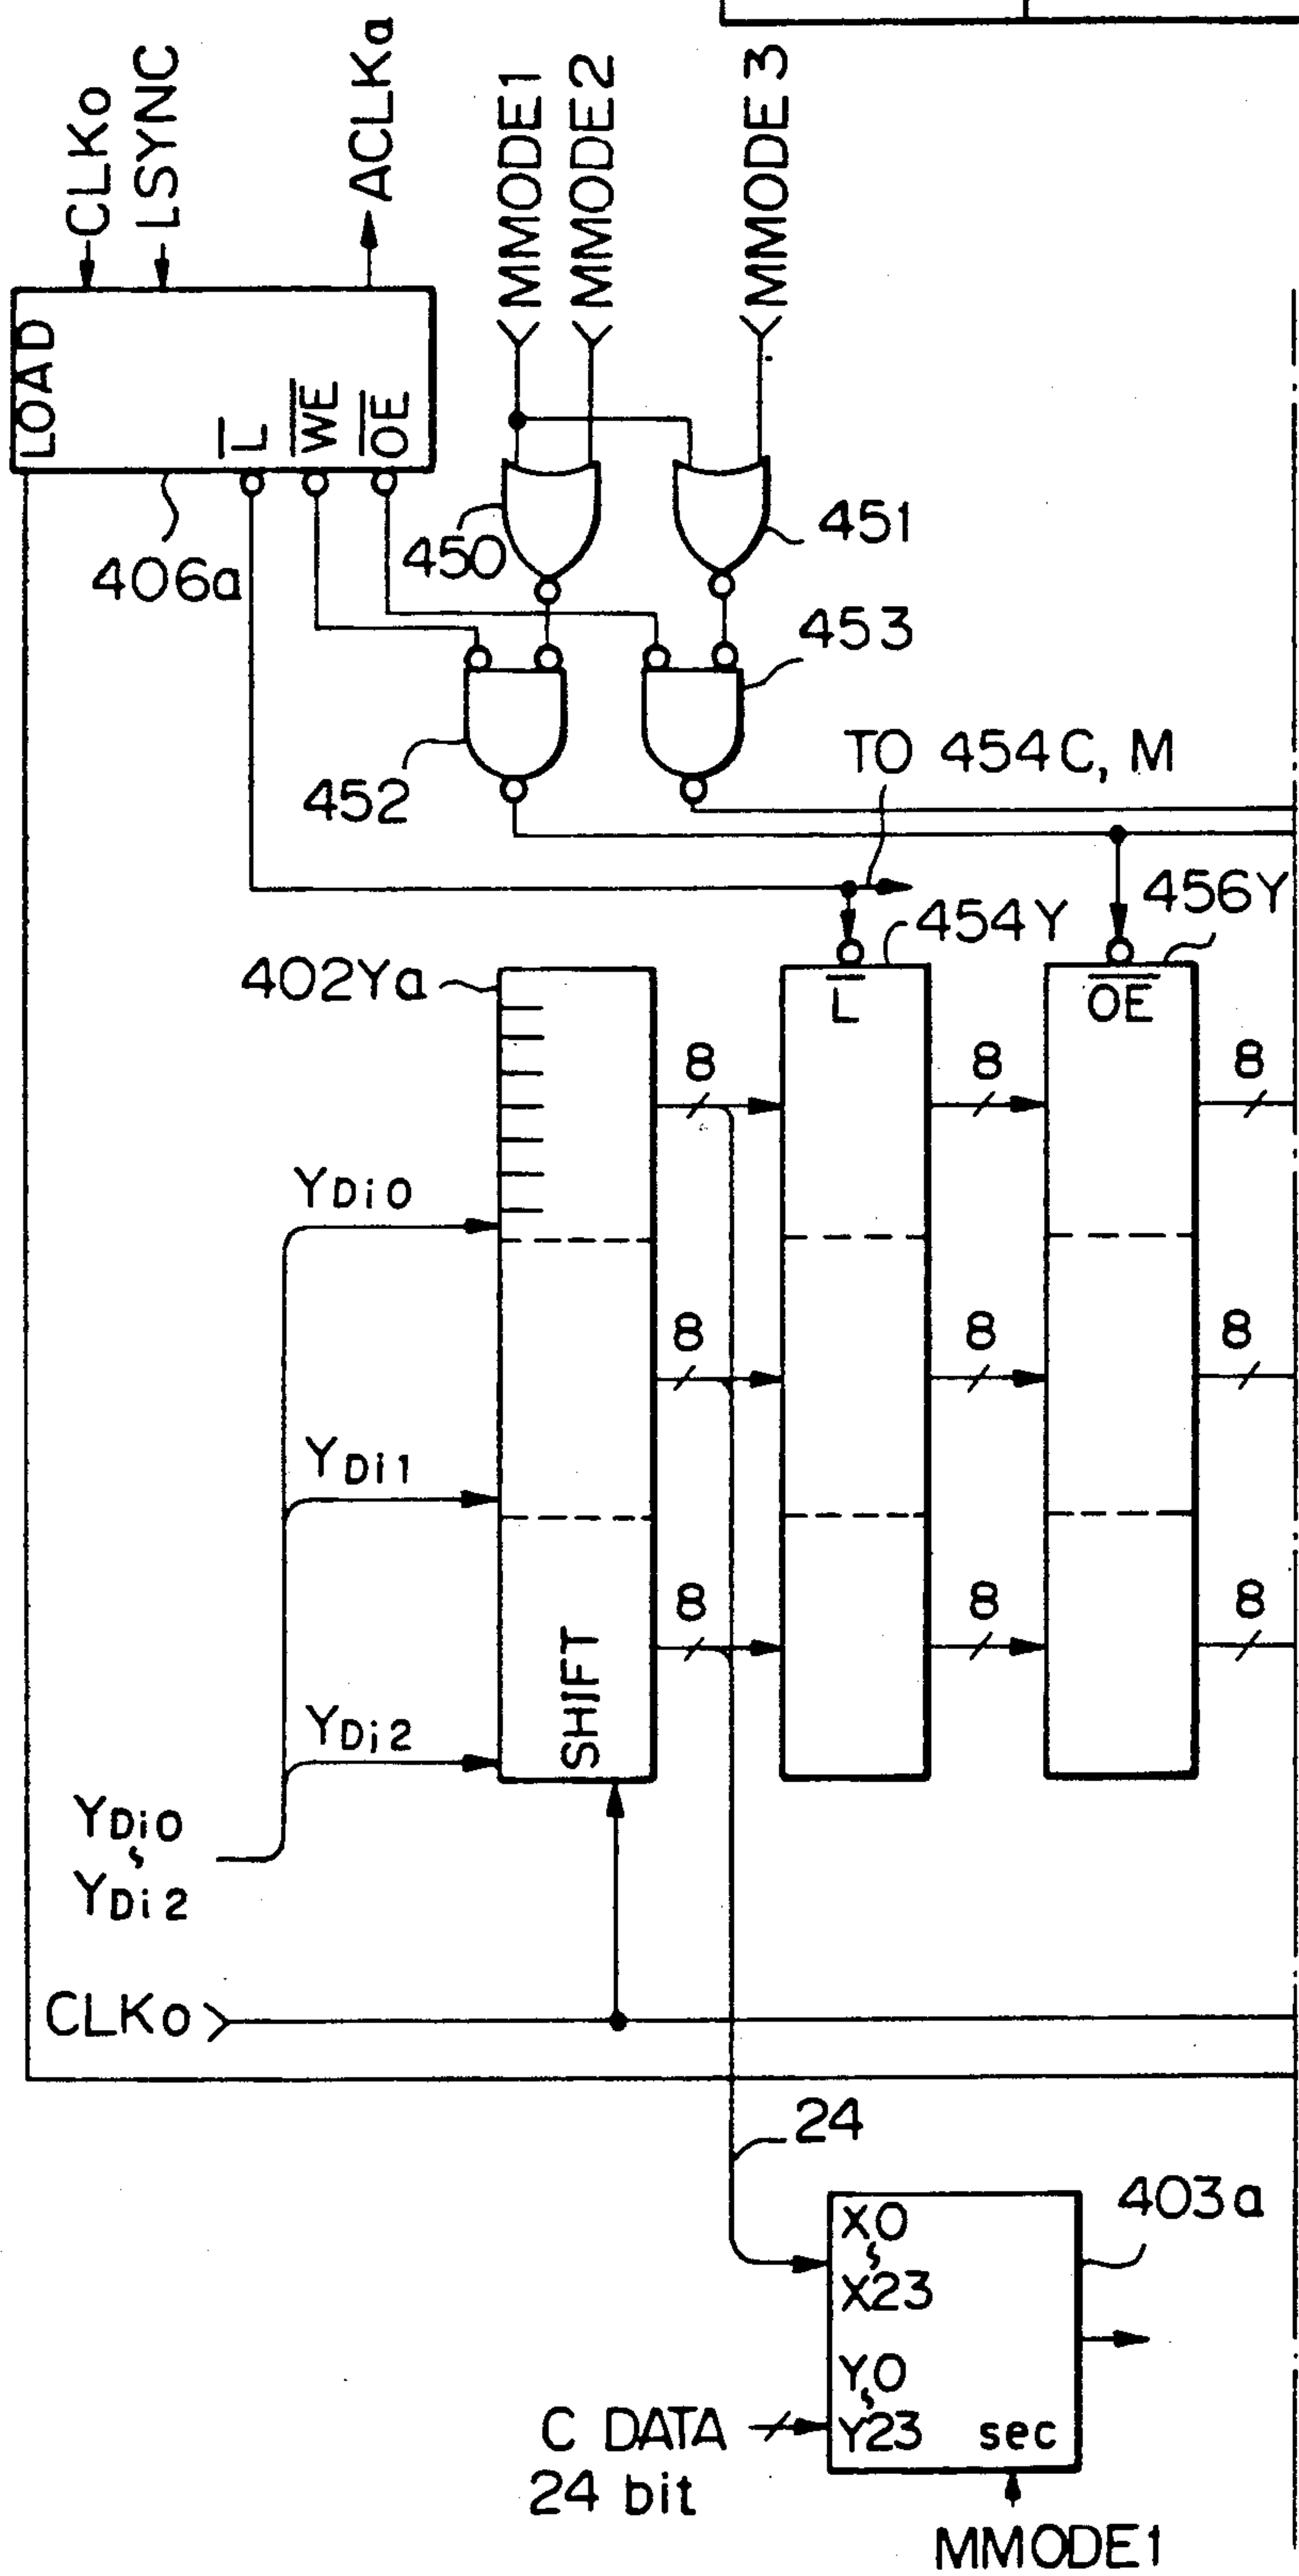 CLKo
LSYNC
ACLKa
MMODE1
MMODE2
MMODE3
LOAD
L
WE
OE
406a
450
451
452
453
TO 454C, M
454Y
456Y
402Ya
L
OE
8
8
8
YDi0
8
8
8
YDi1
8
8
8
YDi2
SHIFT
YDi0
YDi2
CLKo
24
403a
X0
X23
Y0
Y23
sec
C DATA
24 bit
MMODE1